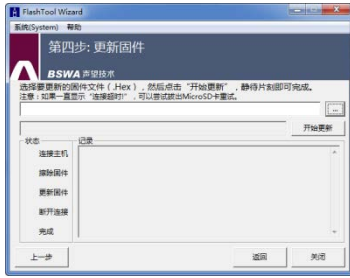 FlashTool Wizard
系统(System) 帮助
第四步: 更新固件
BSWA 声望技术
选择要更新的固件文件（.Hex），然后点击“开始更新”，静待片刻即可完成。
注意：如果一直显示“连接超时!”，可以尝试拔出MicroSD卡重试。
...
开始更新
状态 记录
连接主机
擦除固件
更新固件
断开连接
完成
上一步 返回 关闭